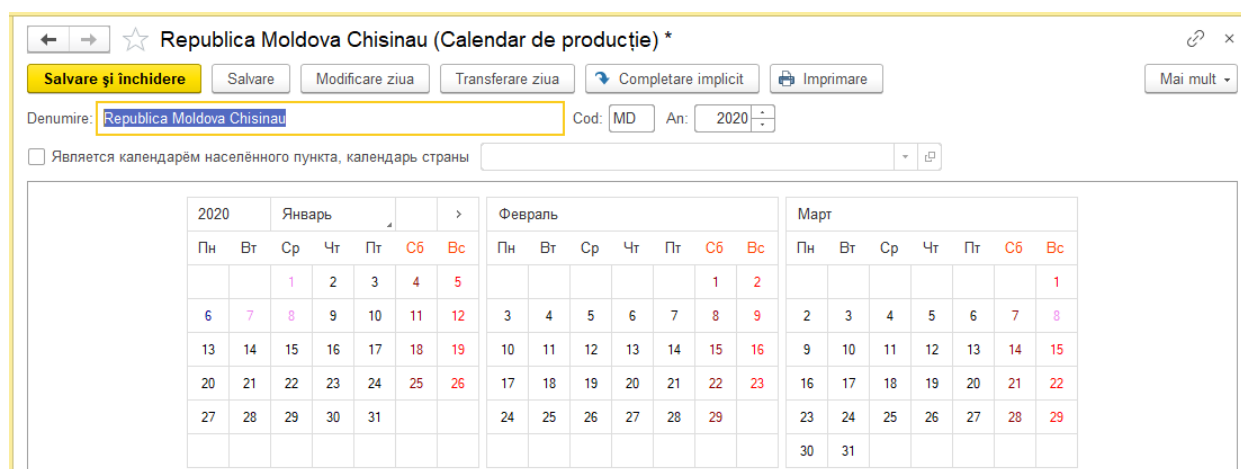 Republica Moldova Chisinau (Calendar de producție) *
Salvare și închidere Salvare Modificare ziua Transferare ziua Completare implicit Imprimare Mai mult
Denumire: Republica Moldova Chisinau Cod: MD An: 2020
Является календарём населённого пункта, календарь страны
2020 Январь > Февраль Март
Пн Вт Ср Чт Пт Сб Вс Пн Вт Ср Чт Пт Сб Вс Пн Вт Ср Чт Пт Сб Вс
1 2 3 4 5 1 2 1
6 7 8 9 10 11 12 3 4 5 6 7 8 9 2 3 4 5 6 7 8
13 14 15 16 17 18 19 10 11 12 13 14 15 16 9 10 11 12 13 14 15
20 21 22 23 24 25 26 17 18 19 20 21 22 23 16 17 18 19 20 21 22
27 28 29 30 31 24 25 26 27 28 29 23 24 25 26 27 28 29
30 31